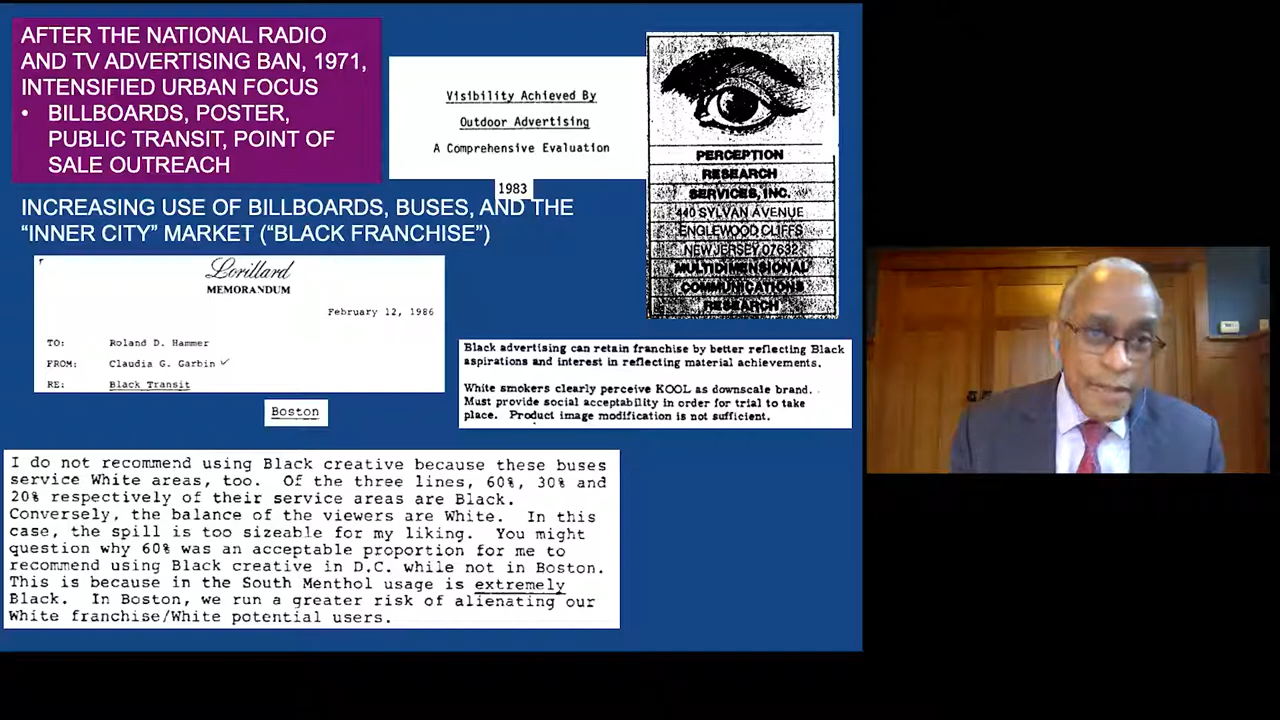 AFTER THE NATIONAL RADIO
AND TV ADVERTISING BAN, 1971,
INTENSIFIED URBAN FOCUS
• BILLBOARDS, POSTER,
PUBLIC TRANSIT, POINT OF
SALE OUTREACH
Visibility Achieved By
Outdoor Advertising
A Comprehensive Evaluation
1983
PERCEPTION
RESEARCH
SERVICES, INC.
440 SYLVAN AVENUE
ENGLEWOOD CLIFFS
NEW JERSEY 07632
MULTIDIMENSIONAL
COMMUNICATIONS
RESEARCH
INCREASING USE OF BILLBOARDS, BUSES, AND THE
“INNER CITY” MARKET (“BLACK FRANCHISE”)
Lorillard
MEMORANDUM
February 12, 1986
TO: Roland D. Hammer
FROM: Claudia G. Garbin ✓
RE: Black Transit
Boston
Black advertising can retain franchise by better reflecting Black
aspirations and interest in reflecting material achievements.
White smokers clearly perceive KOOL as downscale brand.
Must provide social acceptability in order for trial to take
place. Product image modification is not sufficient.
I do not recommend using Black creative because these buses
service White areas, too. Of the three lines, 60%, 30% and
20% respectively of their service areas are Black.
Conversely, the balance of the viewers are White. In this
case, the spill is too sizeable for my liking. You might
question why 60% was an acceptable proportion for me to
recommend using Black creative in D.C. while not in Boston.
This is because in the South Menthol usage is extremely
Black. In Boston, we run a greater risk of alienating our
White franchise/White potential users.